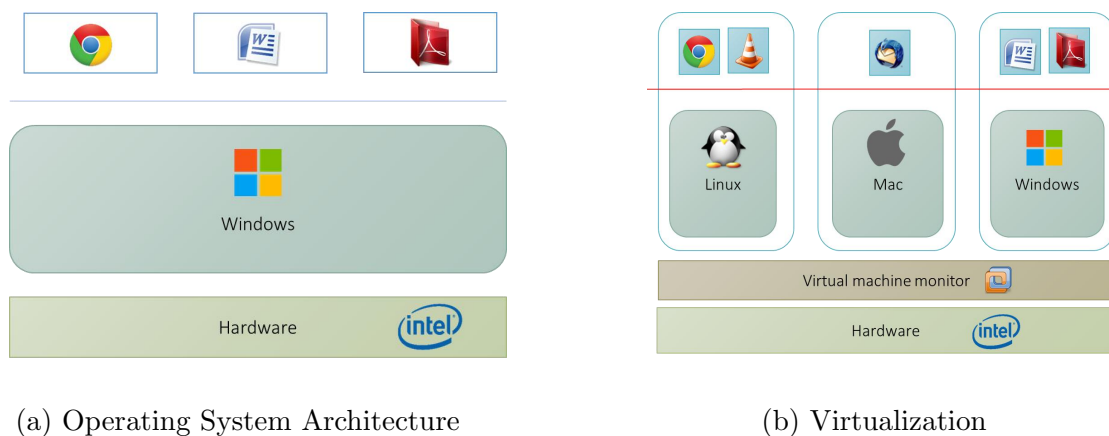 Windows
Hardware
intel
(a) Operating System Architecture
Linux
Mac
Windows
Virtual machine monitor
Hardware
intel
(b) Virtualization